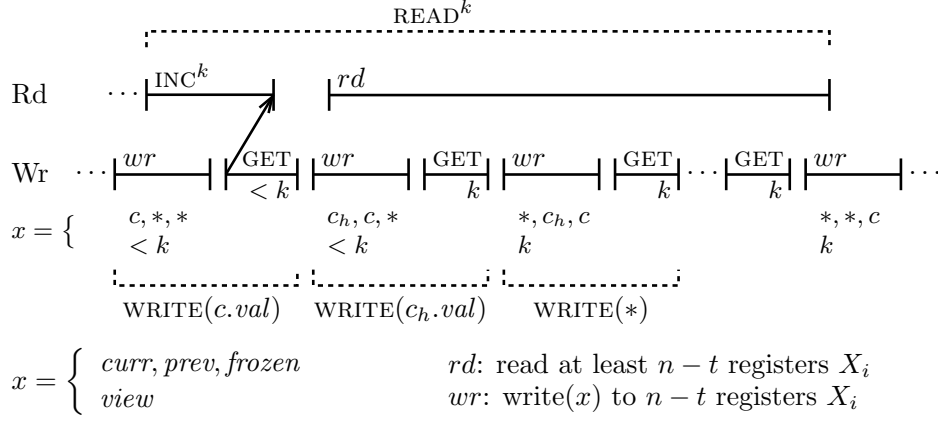 READ^k
Rd ··· INC^k rd
Wr ··· wr GET wr GET wr GET ··· GET wr ···
< k k k k
x = { c, ∗, ∗ c_h, c, ∗ ∗, c_h, c ∗, ∗, c
< k < k k k
WRITE(c.val) WRITE(c_h.val) WRITE(∗)
x = { curr, prev, frozen rd: read at least n − t registers X_i
view wr: write(x) to n − t registers X_i